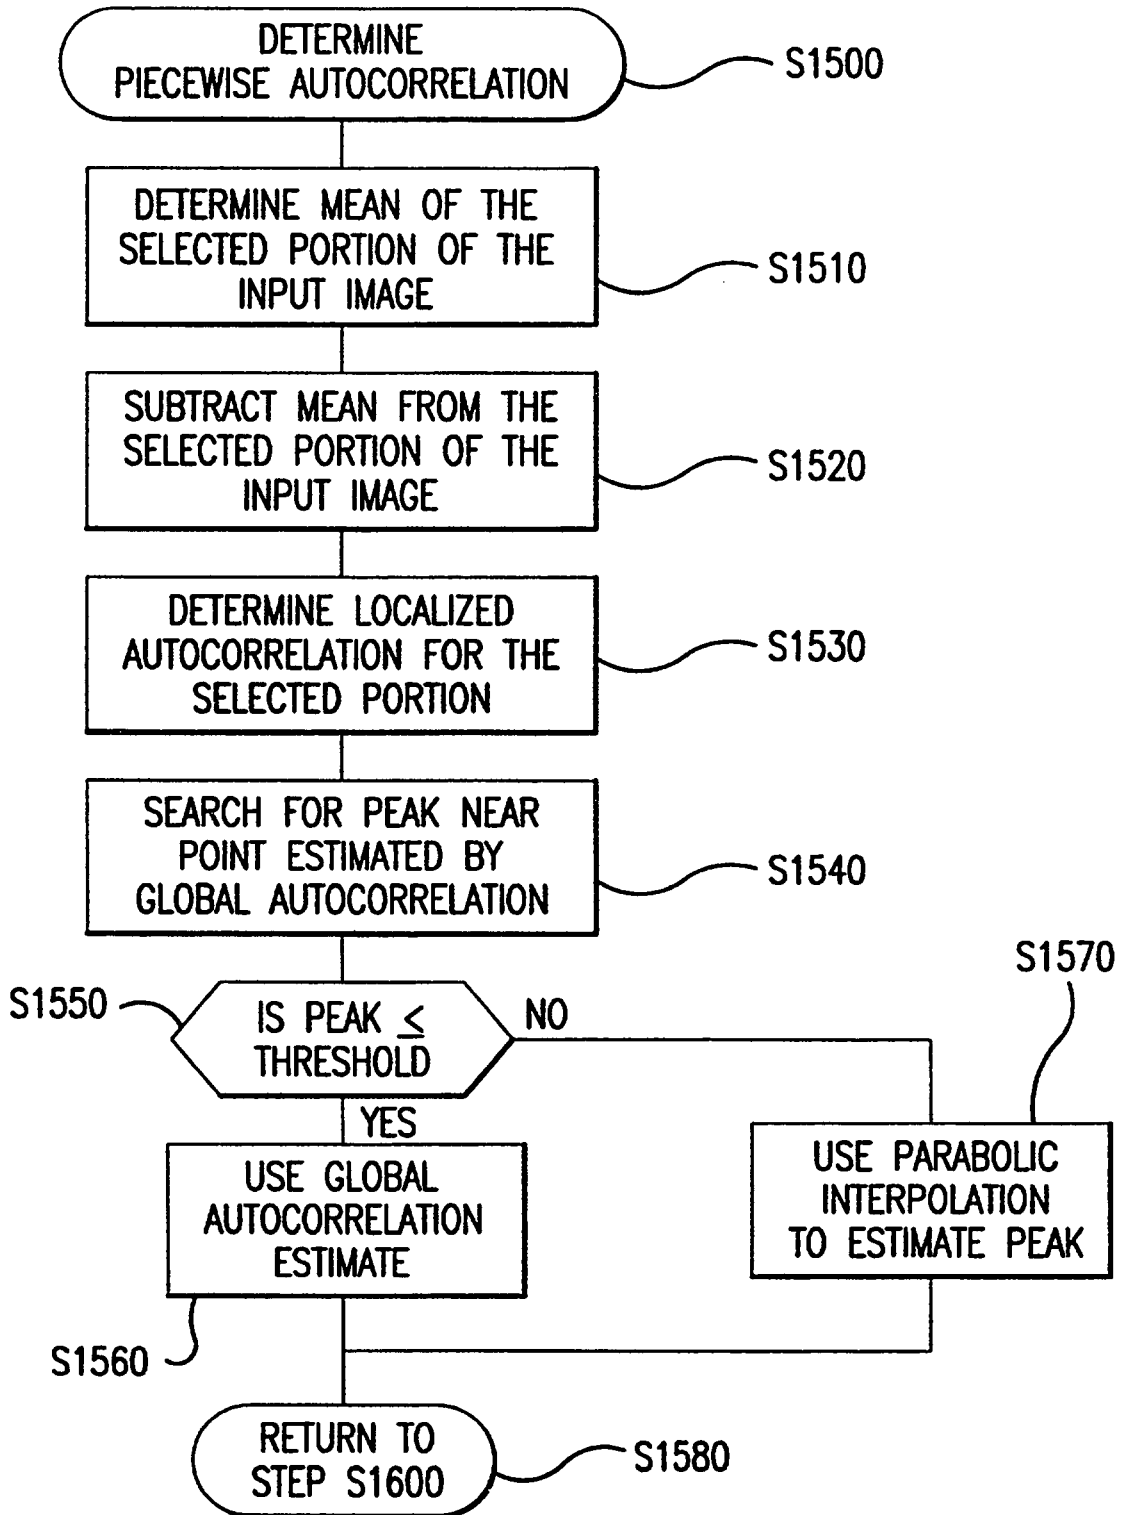 DETERMINE
PIECEWISE AUTOCORRELATION
S1500
DETERMINE MEAN OF THE
SELECTED PORTION OF THE
INPUT IMAGE
S1510
SUBTRACT MEAN FROM THE
SELECTED PORTION OF THE
INPUT IMAGE
S1520
DETERMINE LOCALIZED
AUTOCORRELATION FOR THE
SELECTED PORTION
S1530
SEARCH FOR PEAK NEAR
POINT ESTIMATED BY
GLOBAL AUTOCORRELATION
S1540
S1550
IS PEAK ≤
THRESHOLD
NO
S1570
YES
USE GLOBAL
AUTOCORRELATION
ESTIMATE
S1560
USE PARABOLIC
INTERPOLATION
TO ESTIMATE PEAK
RETURN TO
STEP S1600
S1580